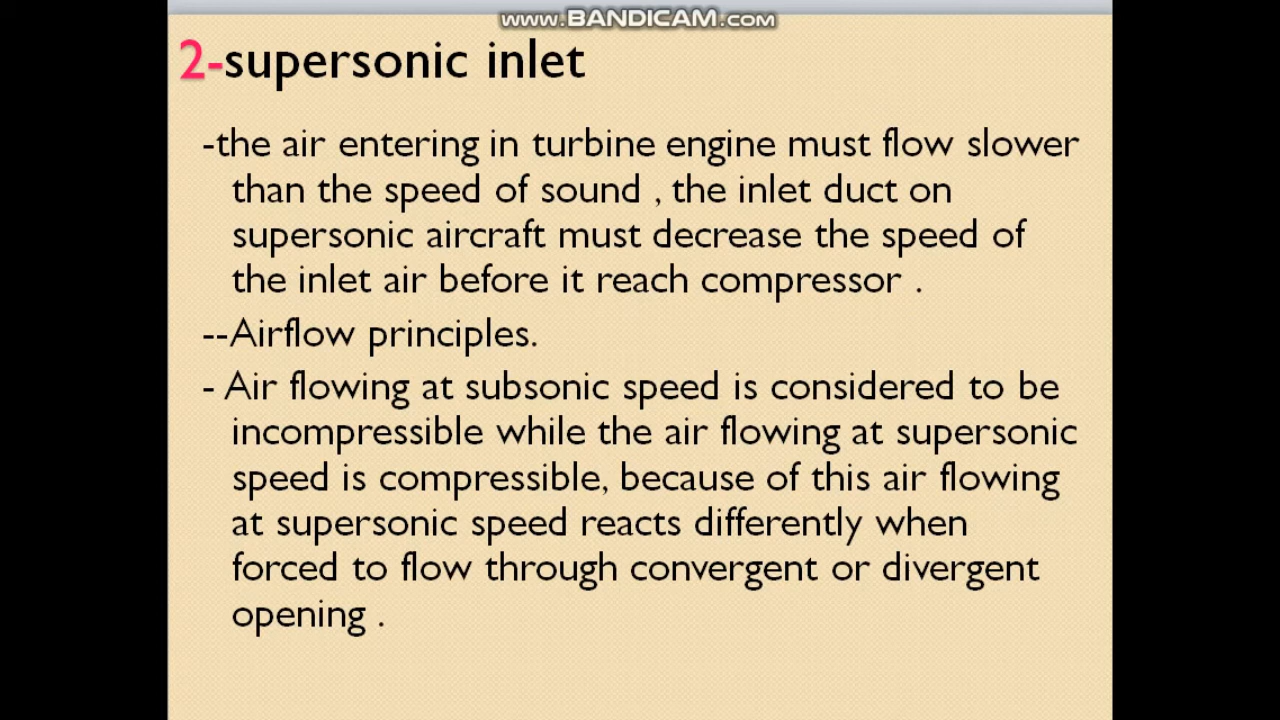 www.BANDICAM.com
2-supersonic inlet
-the air entering in turbine engine must flow slower
than the speed of sound , the inlet duct on
supersonic aircraft must decrease the speed of
the inlet air before it reach compressor .
--Airflow principles.
- Air flowing at subsonic speed is considered to be
incompressible while the air flowing at supersonic
speed is compressible, because of this air flowing
at supersonic speed reacts differently when
forced to flow through convergent or divergent
opening .